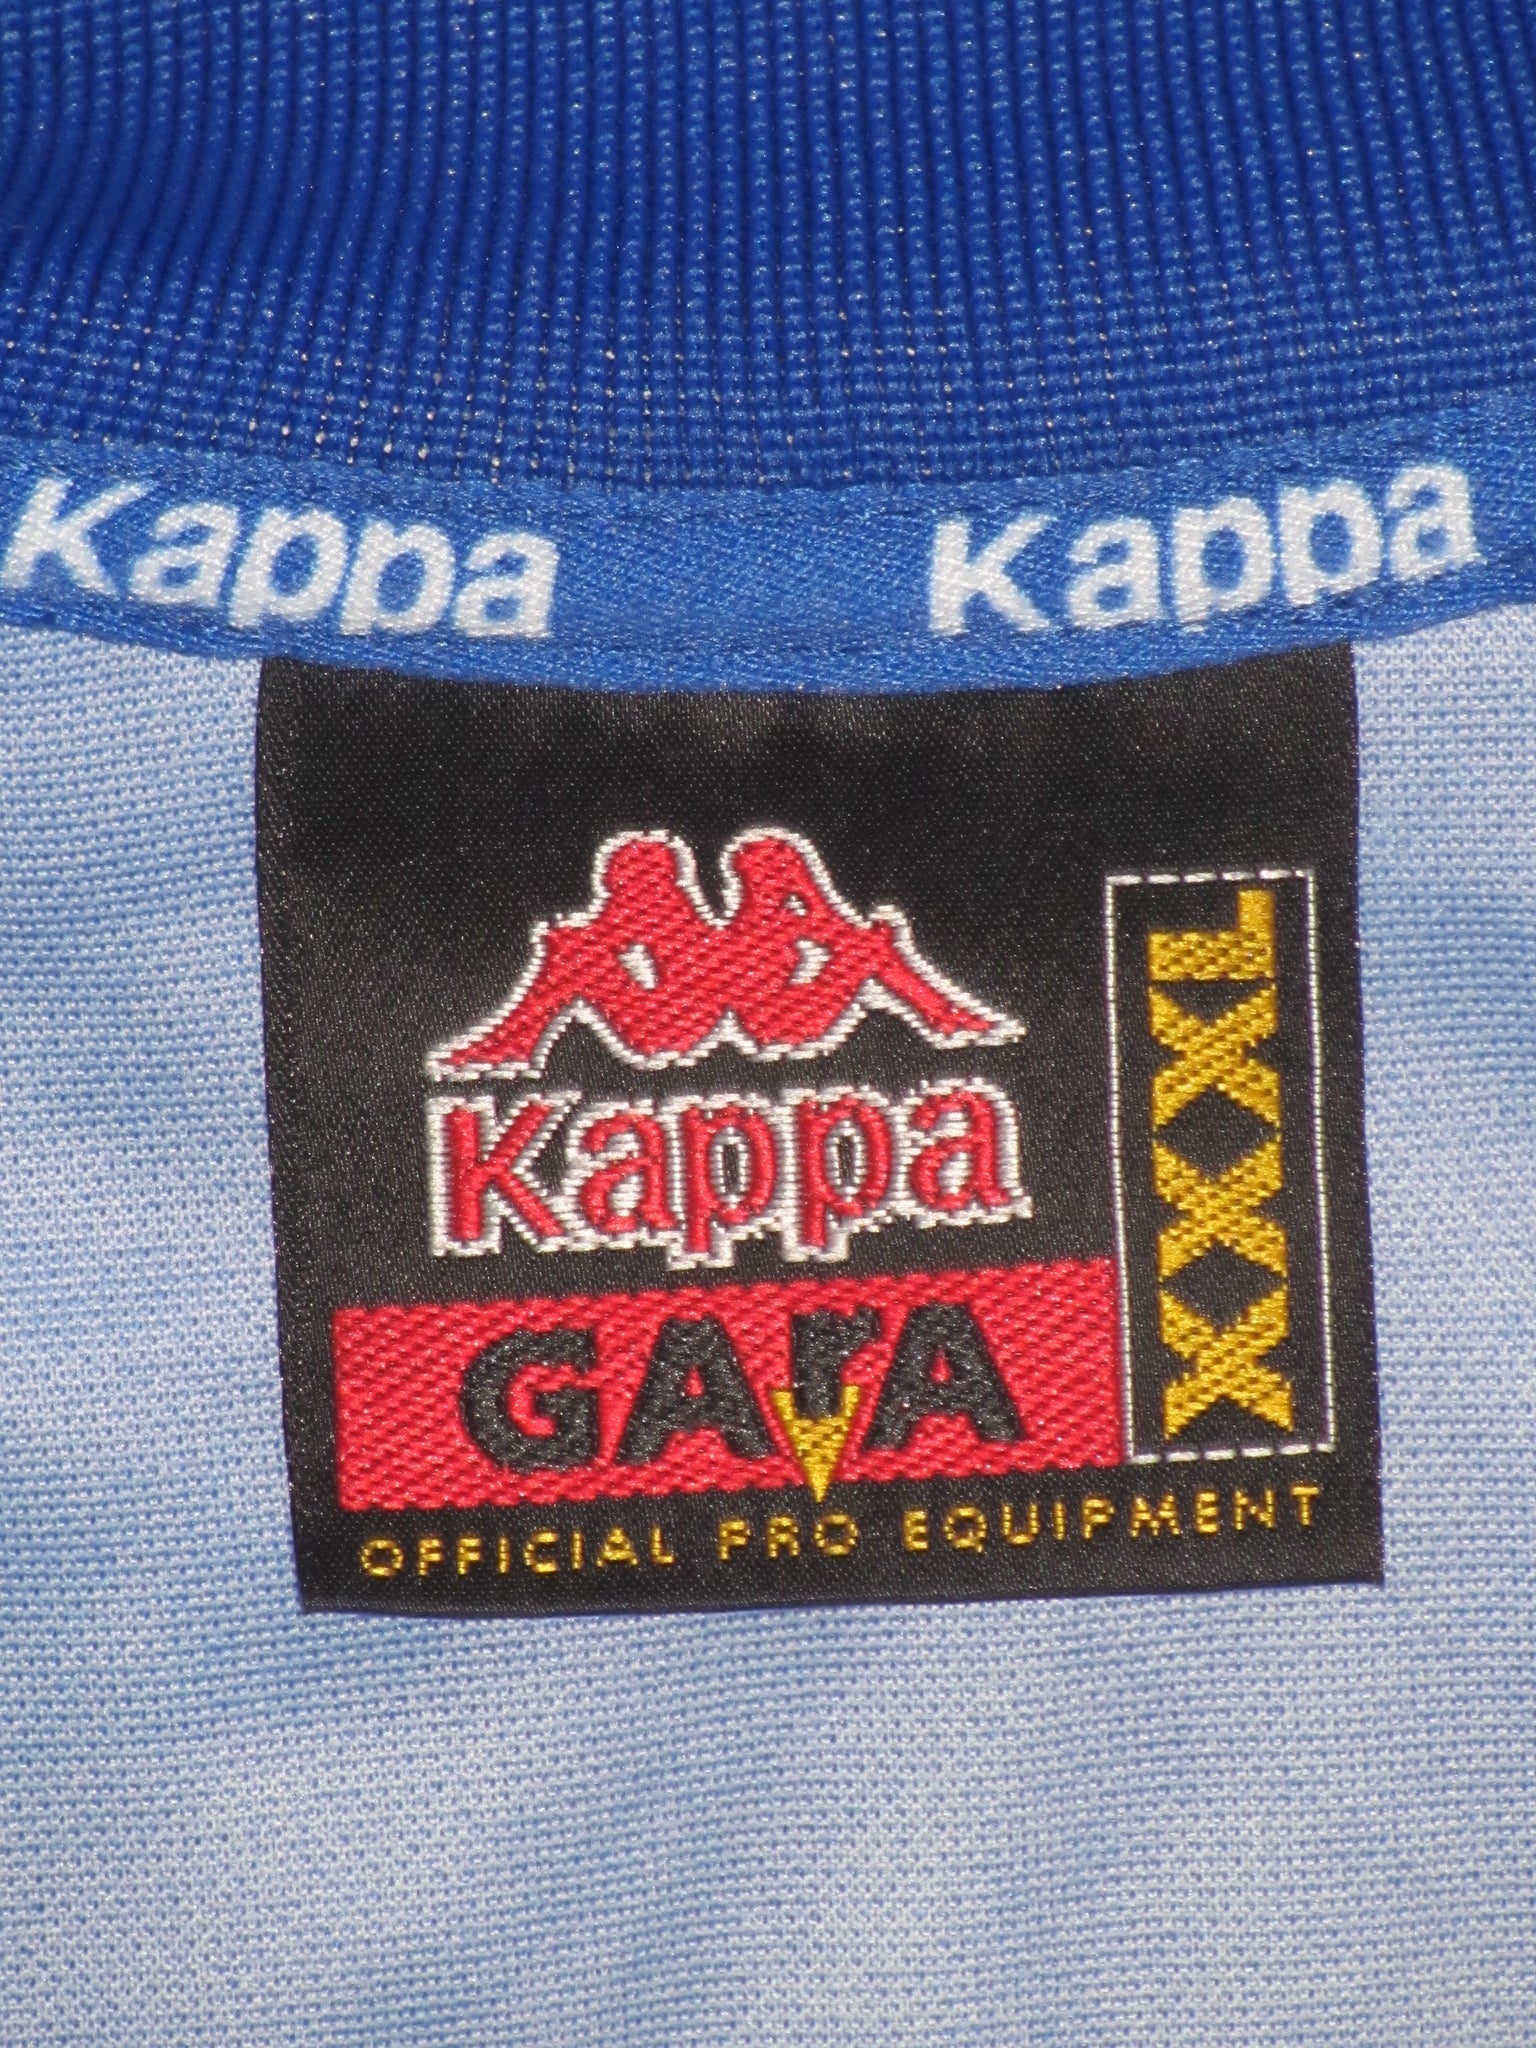 Kappa Kappa
Kappa
GArA
OFFICIAL PRO EQUIPMENT
XXXL